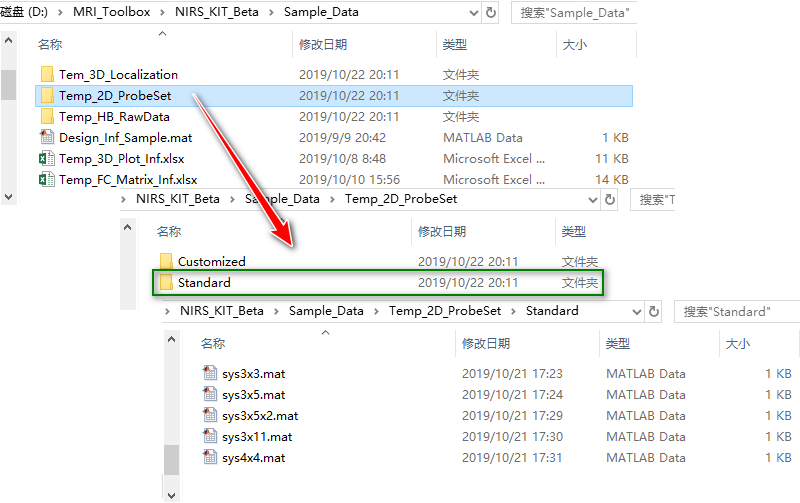 磁盘 (D:) > MRI_Toolbox > NIRS_KIT_Beta > Sample_Data 搜索"Sample_Data"
名称 修改日期 类型 大小
Tem_3D_Localization 2019/10/22 20:11 文件夹
Temp_2D_ProbeSet 2019/10/22 20:11 文件夹
Temp_HB_RawData 2019/10/22 20:11 文件夹
Design_Inf_Sample.mat 2019/9/9 20:42 MATLAB Data 1 KB
Temp_3D_Plot_Inf.xlsx 2019/10/8 8:48 Microsoft Excel ... 11 KB
Temp_FC_Matrix_Inf.xlsx 2019/10/10 15:56 Microsoft Excel ... 14 KB
> NIRS_KIT_Beta > Sample_Data > Temp_2D_ProbeSet 搜索"T
名称 修改日期 类型
Customized 2019/10/22 20:11 文件夹
Standard 2019/10/22 20:11 文件夹
> NIRS_KIT_Beta > Sample_Data > Temp_2D_ProbeSet > Standard 搜索"Standard"
名称 修改日期 类型 大小
sys3x3.mat 2019/10/21 17:23 MATLAB Data 1 KB
sys3x5.mat 2019/10/21 17:24 MATLAB Data 1 KB
sys3x5x2.mat 2019/10/21 17:29 MATLAB Data 1 KB
sys3x11.mat 2019/10/21 17:30 MATLAB Data 1 KB
sys4x4.mat 2019/10/21 17:31 MATLAB Data 1 KB